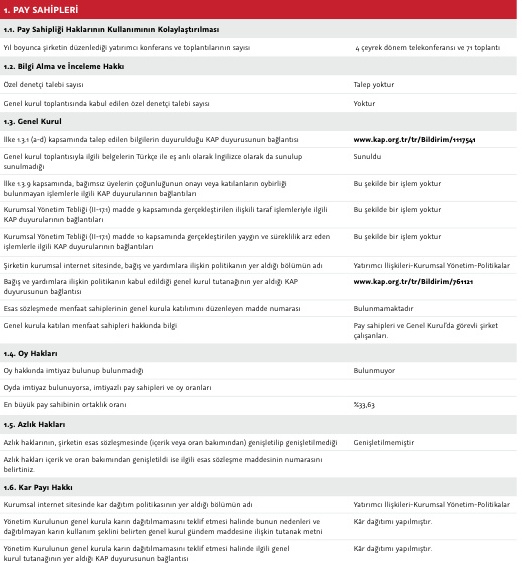 1. PAY SAHİPLERİ
1.1. Pay Sahipliği Haklarının Kullanımının Kolaylaştırılması
Yıl boyunca şirketin düzenlediği yatırımcı konferans ve toplantılarının sayısı 4 çeyrek dönem telekonferansı ve 71 toplantı
1.2. Bilgi Alma ve İnceleme Hakkı
Özel denetçi talebi sayısı Talep yoktur
Genel kurul toplantısında kabul edilen özel denetçi talebi sayısı Yoktur
1.3. Genel Kurul
İlke 1.3.1 (a-d) kapsamında talep edilen bilgilerin duyurulduğu KAP duyurusunun bağlantısı www.kap.org.tr/tr/Bildirim/1117541
Genel kurul toplantısıyla ilgili belgelerin Türkçe ile eş anlı olarak İngilizce olarak da sunulup Sunuldu
sunulmadığı
İlke 1.3.9 kapsamında, bağımsız üyelerin çoğunluğunun onayı veya katılanların oybirliği Bu şekilde bir işlem yoktur
bulunmayan işlemlerle ilgili KAP duyurularının bağlantıları
Kurumsal Yönetim Tebliği (II-17.1) madde 9 kapsamında gerçekleştirilen ilişkili taraf işlemleriyle ilgili Bu şekilde bir işlem yoktur
KAP duyurularının bağlantıları
Kurumsal Yönetim Tebliği (II-17.1) madde 10 kapsamında gerçekleştirilen yaygın ve süreklilik arz eden Bu şekilde bir işlem yoktur
işlemlerle ilgili KAP duyurularının bağlantıları
Şirketin kurumsal internet sitesinde, bağış ve yardımlara ilişkin politikanın yer aldığı bölümün adı Yatırımcı İlişkileri-Kurumsal Yönetim-Politikalar
Bağış ve yardımlara ilişkin politikanın kabul edildiği genel kurul tutanağının yer aldığı KAP www.kap.org.tr/tr/Bildirim/761121
duyurusunun bağlantısı
Esas sözleşmede menfaat sahiplerinin genel kurula katılımını düzenleyen madde numarası Bulunmamaktadır
Genel kurula katılan menfaat sahipleri hakkında bilgi Pay sahipleri ve Genel Kurul'da görevli şirket
çalışanları.
1.4. Oy Hakları
Oy hakkında imtiyaz bulunup bulunmadığı Bulunmuyor
Oyda imtiyaz bulunuyorsa, imtiyazlı pay sahipleri ve oy oranları
En büyük pay sahibinin ortaklık oranı %33,63
1.5. Azlık Hakları
Azlık haklarının, şirketin esas sözleşmesinde (içerik veya oran bakımından) genişletilip genişletilmediği Genişletilmemiştir
Azlık hakları içerik ve oran bakımından genişletildi ise ilgili esas sözleşme maddesinin numarasını
belirtiniz.
1.6. Kar Payı Hakkı
Kurumsal internet sitesinde kar dağıtım politikasının yer aldığı bölümün adı Yatırımcı İlişkileri-Kurumsal Yönetim-Politikalar
Yönetim Kurulunun genel kurula karın dağıtılmamasını teklif etmesi halinde bunun nedenleri ve Kâr dağıtımı yapılmıştır.
dağıtılmayan karın kullanım şeklini belirten genel kurul gündem maddesine ilişkin tutanak metni
Yönetim Kurulunun genel kurula karın dağıtılmamasını teklif etmesi halinde ilgili genel Kâr dağıtımı yapılmıştır.
kurul tutanağının yer aldığı KAP duyurusunun bağlantısı